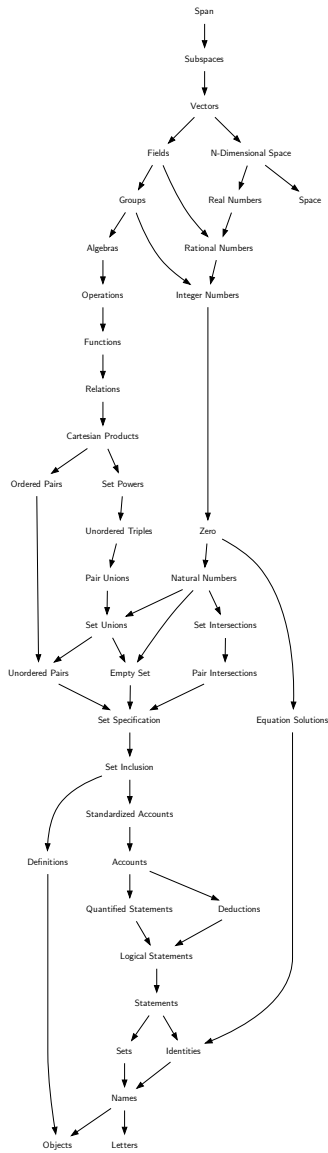 Span
Subspaces
Vectors
Fields
N-Dimensional Space
Groups
Real Numbers
Space
Algebras
Rational Numbers
Operations
Integer Numbers
Functions
Relations
Cartesian Products
Ordered Pairs
Set Powers
Unordered Triples
Zero
Pair Unions
Natural Numbers
Set Unions
Set Intersections
Unordered Pairs
Empty Set
Pair Intersections
Set Specification
Equation Solutions
Set Inclusion
Standardized Accounts
Definitions
Accounts
Quantified Statements
Deductions
Logical Statements
Statements
Sets
Identities
Names
Objects
Letters